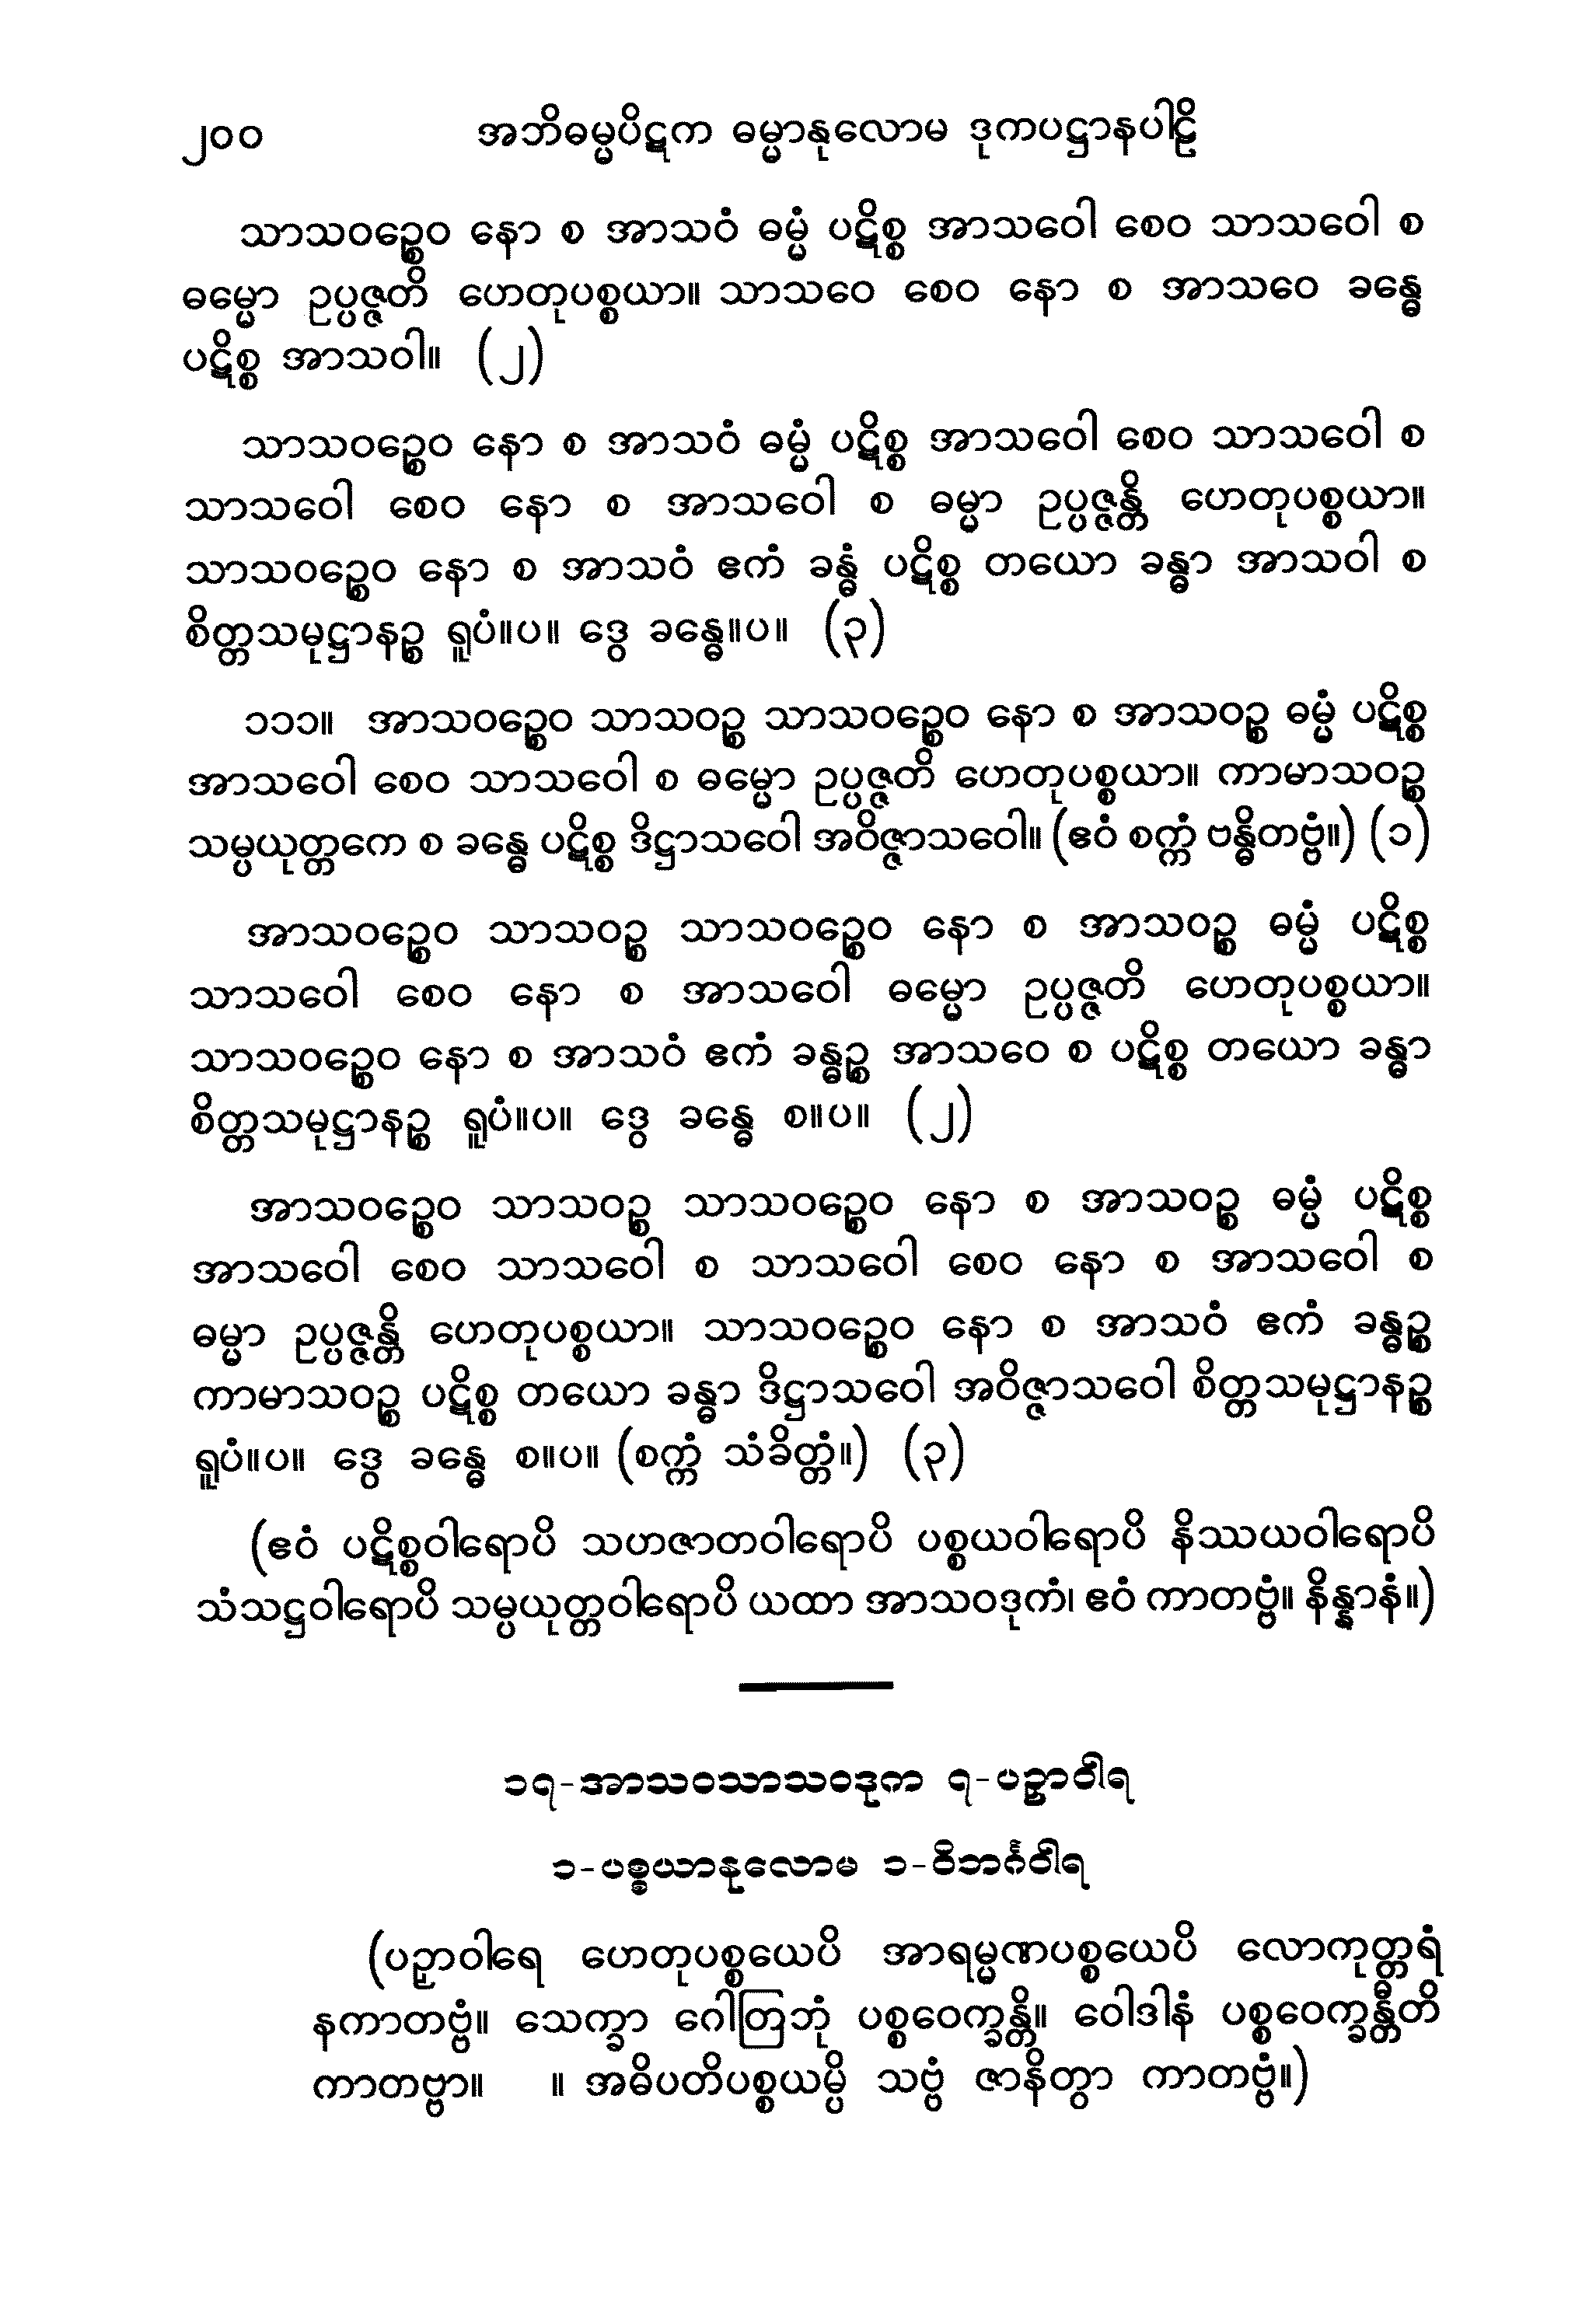 ၂၀၀ အဘိဓမ္မပိဋက ဓမ္မာနုလောမ ဒုကပဋ္ဌာနပါဠိ
သာသဝဉ္စေဝ နော စ အာသဝံ ဓမ္မံ ပဋိစ္စ အာသဝေါ စေဝ သာသဝေါ စ
ဓမ္မော ဥပ္ပဇ္ဇတိ ဟေတုပစ္စယာ။ သာသဝေ စေဝ နော စ အာသဝေ ခန္ဓေ
ပဋိစ္စ အာသဝါ။ (၂)
သာသဝဉ္စေဝ နော စ အာသဝံ ဓမ္မံ ပဋိစ္စ အာသဝေါ စေဝ သာသဝေါ စ
သာသဝေါ စေဝ နော စ အာသဝေါ စ ဓမ္မာ ဥပ္ပဇ္ဇန္တိ ဟေတုပစ္စယာ။
သာသဝဉ္စေဝ နော စ အာသဝံ ဧကံ ခန္ဓံ ပဋိစ္စ တယော ခန္ဓာ အာသဝါ စ
စိတ္တသမုဋ္ဌာနဉ္စ ရူပံ။ပ။ ဒွေ ခန္ဓေ။ပ။ (၃)
၁၁၁။ အာသဝဉ္စေဝ သာသဝဉ္စ သာသဝဉ္စေဝ နော စ အာသဝဉ္စ ဓမ္မံ ပဋိစ္စ
အာသဝေါ စေဝ သာသဝေါ စ ဓမ္မော ဥပ္ပဇ္ဇတိ ဟေတုပစ္စယာ။ ကာမာသဝဉ္စ
သမ္ပယုတ္တကေ စ ခန္ဓေ ပဋိစ္စ ဒိဋ္ဌာသဝေါ အဝိဇ္ဇာသဝေါ။ (ဧဝံ စက္ကံ ဗန္ဓိတဗ္ဗံ။) (၁)
အာသဝဉ္စေဝ သာသဝဉ္စ သာသဝဉ္စေဝ နော စ အာသဝဉ္စ ဓမ္မံ ပဋိစ္စ
သာသဝေါ စေဝ နော စ အာသဝေါ ဓမ္မော ဥပ္ပဇ္ဇတိ ဟေတုပစ္စယာ။
သာသဝဉ္စေဝ နော စ အာသဝံ ဧကံ ခန္ဓဉ္စ အာသဝေ စ ပဋိစ္စ တယော ခန္ဓာ
စိတ္တသမုဋ္ဌာနဉ္စ ရူပံ။ပ။ ဒွေ ခန္ဓေ စ။ပ။ (၂)
အာသဝဉ္စေဝ သာသဝဉ္စ သာသဝဉ္စေဝ နော စ အာသဝဉ္စ ဓမ္မံ ပဋိစ္စ
အာသဝေါ စေဝ သာသဝေါ စ သာသဝေါ စေဝ နော စ အာသဝေါ စ
ဓမ္မာ ဥပ္ပဇ္ဇန္တိ ဟေတုပစ္စယာ။ သာသဝဉ္စေဝ နော စ အာသဝံ ဧကံ ခန္ဓဉ္စ
ကာမာသဝဉ္စ ပဋိစ္စ တယော ခန္ဓာ ဒိဋ္ဌာသဝေါ အဝိဇ္ဇာသဝေါ စိတ္တသမုဋ္ဌာနဉ္စ
ရူပံ။ပ။ ဒွေ ခန္ဓေ စ။ပ။ (စက္ကံ သံခိတ္တံ။) (၃)
(ဧဝံ ပဋိစ္စဝါရောပိ သဟဇာတဝါရောပိ ပစ္စယဝါရောပိ နိဿယဝါရောပိ
သံသဋ္ဌဝါရောပိ သမ္ပယုတ္တဝါရောပိ ယထာ အာသဝဒုကံ၊ ဧဝံ ကာတဗ္ဗံ။ နိန္နာနံ။)
၁၇-အာသဝသာသဝဒုက ၇-ပဉှာဝါရ
၁-ပစ္စယာနုလောမ ၁-ဝိဘင်္ဂဝါရ
(ပဉှာဝါရေ ဟေတုပစ္စယေပိ အာရမ္မဏပစ္စယေပိ လောကုတ္တရံ
နကာတဗ္ဗံ။ သေက္ခာ ဂေါတြဘုံ ပစ္စဝေက္ခန္တိ။ ဝေါဒါနံ ပစ္စဝေက္ခန္တီတိ
ကာတဗ္ဗာ။ ။ အဓိပတိပစ္စယမ္ပိ သဗ္ဗံ ဇာနိတွာ ကာတဗ္ဗံ။)